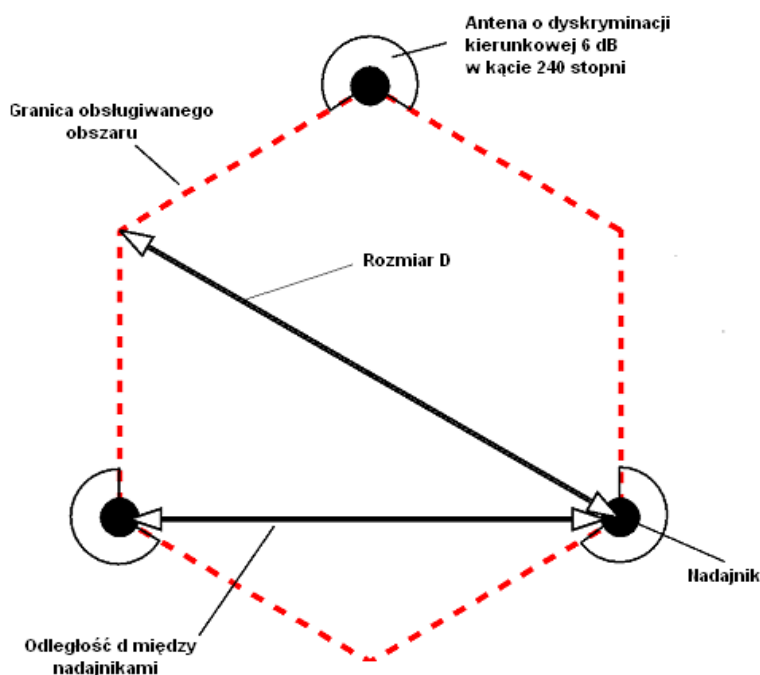 Antena o dyskryminacji
kierunkowej 6 dB
w kącie 240 stopni
Granica obsługiwanego
obszaru
Rozmiar D
Nadajnik
Odległość d między
nadajnikami